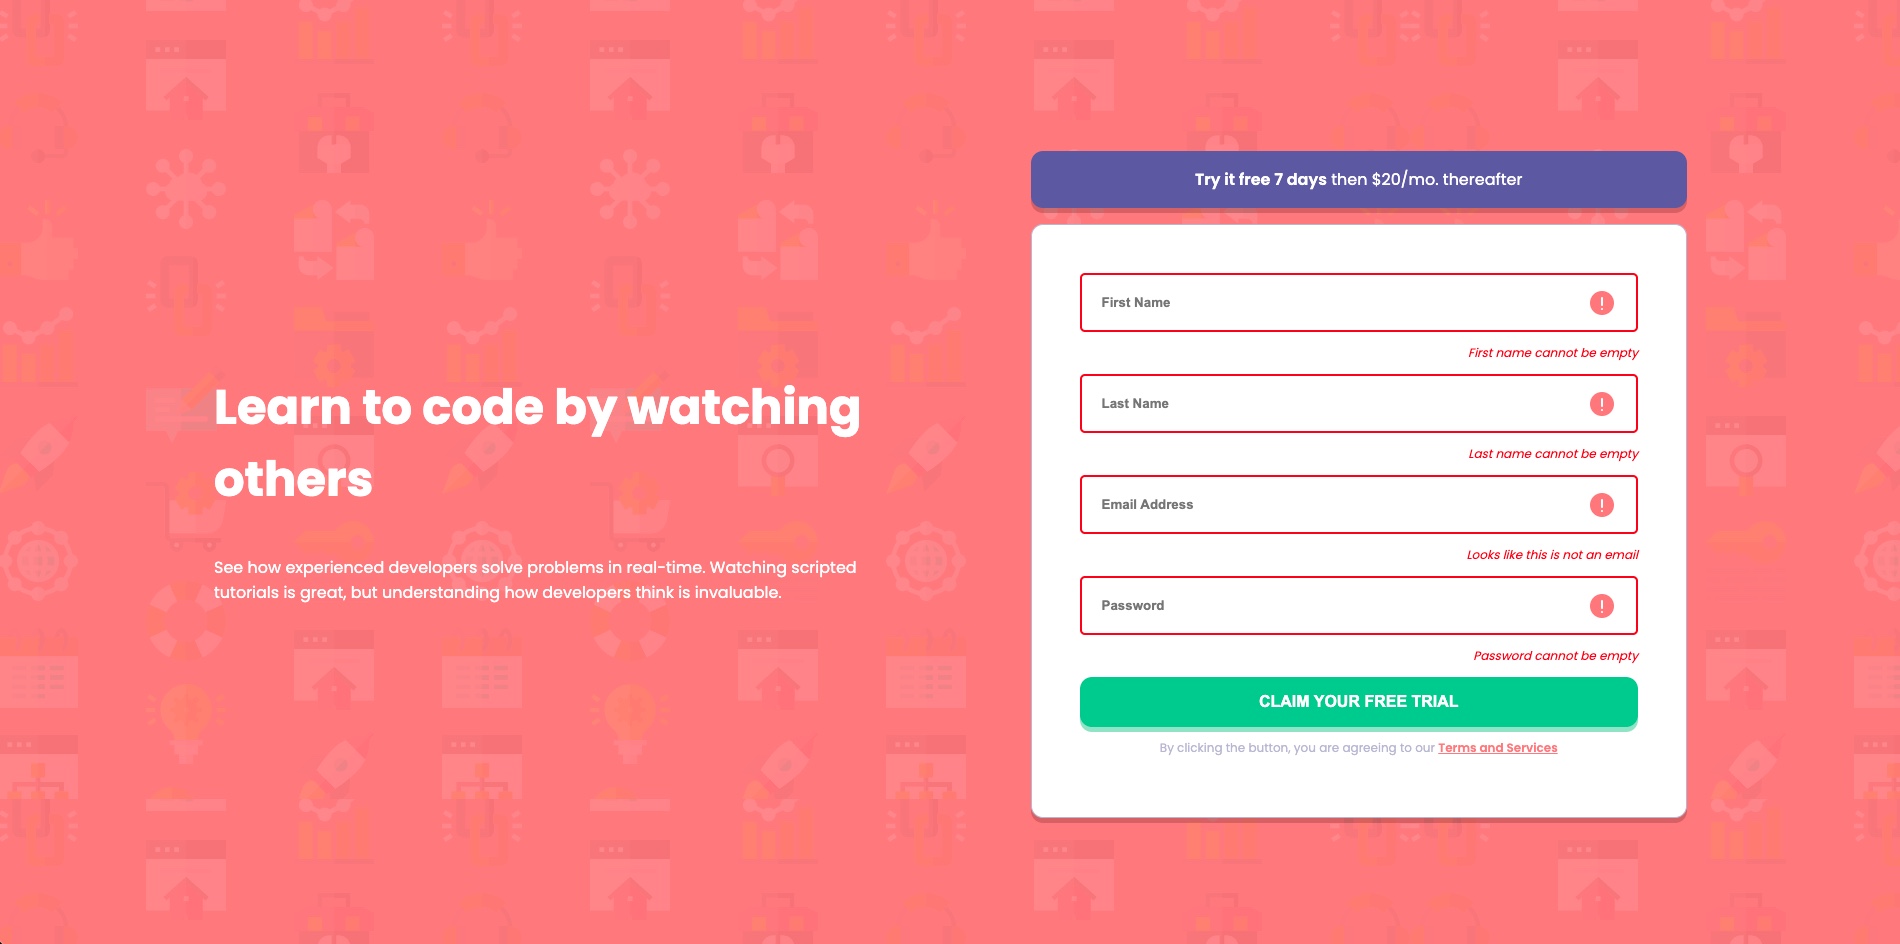 Learn to code by watching
others
See how experienced developers solve problems in real-time. Watching scripted
tutorials is great, but understanding how developers think is invaluable.
Try it free 7 days then $20/mo. thereafter
First Name
!
First name cannot be empty
Last Name
!
Last name cannot be empty
Email Address
!
Looks like this is not an email
Password
!
Password cannot be empty
CLAIM YOUR FREE TRIAL
By clicking the button, you are agreeing to our Terms and Services